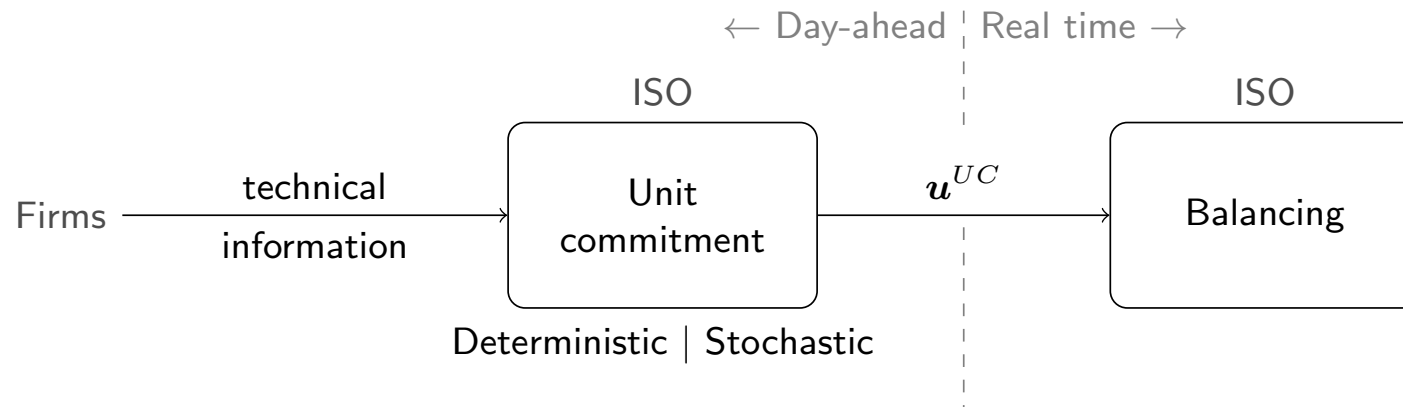 ← Day-ahead | Real time →
ISO
ISO
Firms
technical
information
Unit
commitment
u^{UC}
Balancing
Deterministic | Stochastic